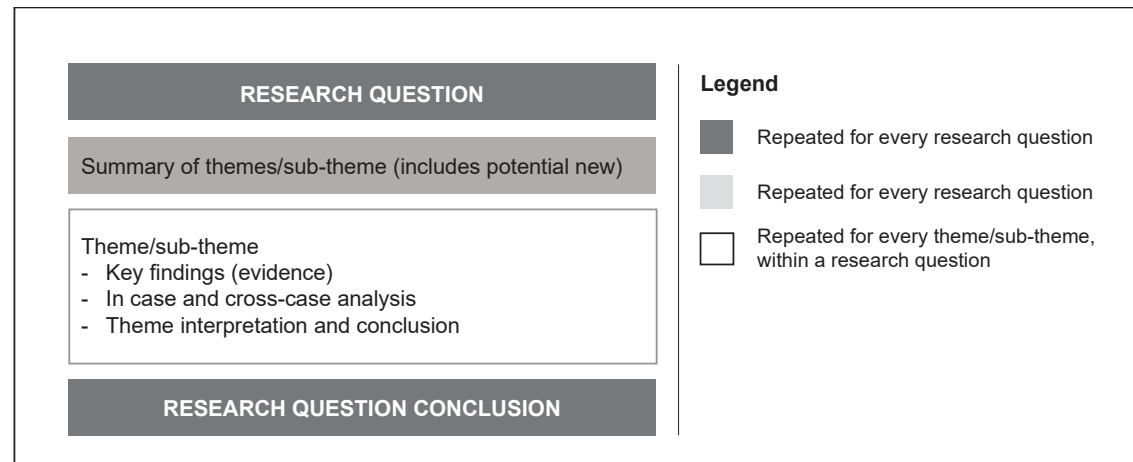 RESEARCH QUESTION
Summary of themes/sub-theme (includes potential new)
Theme/sub-theme
- Key findings (evidence)
- In case and cross-case analysis
- Theme interpretation and conclusion
RESEARCH QUESTION CONCLUSION
Legend
Repeated for every research question
Repeated for every research question
Repeated for every theme/sub-theme,
within a research question